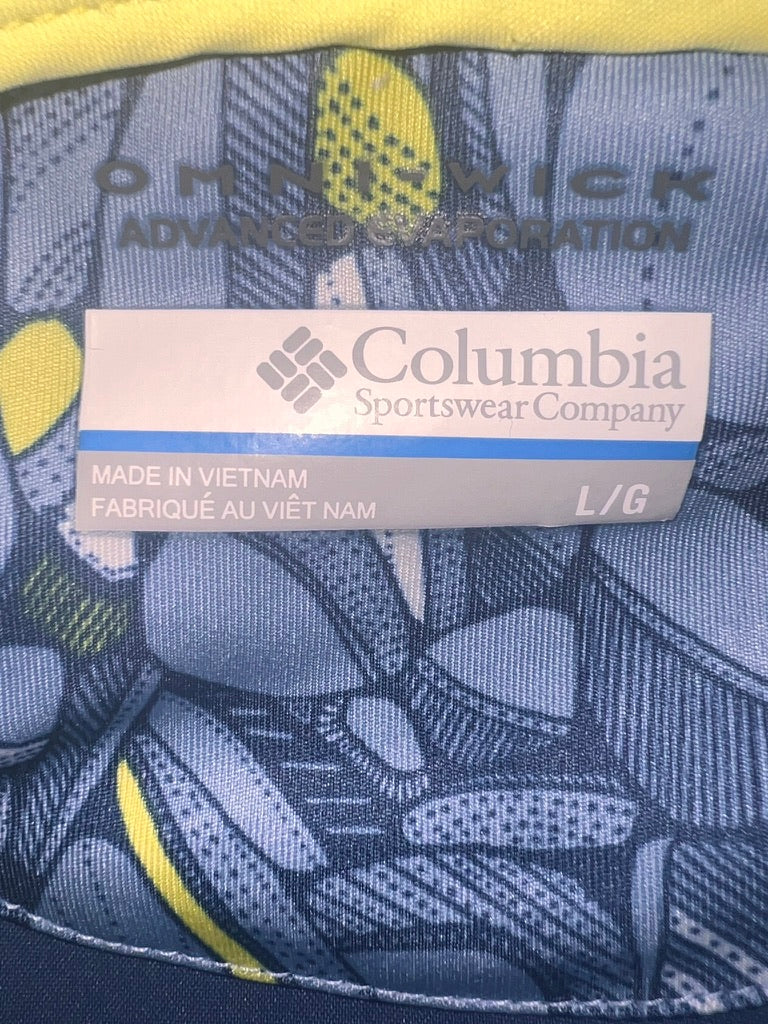 OMNI-WICK
ADVANCED EVAPORATION
Columbia
Sportswear Company
MADE IN VIETNAM
FABRIQUÉ AU VIÊT NAM
L/G